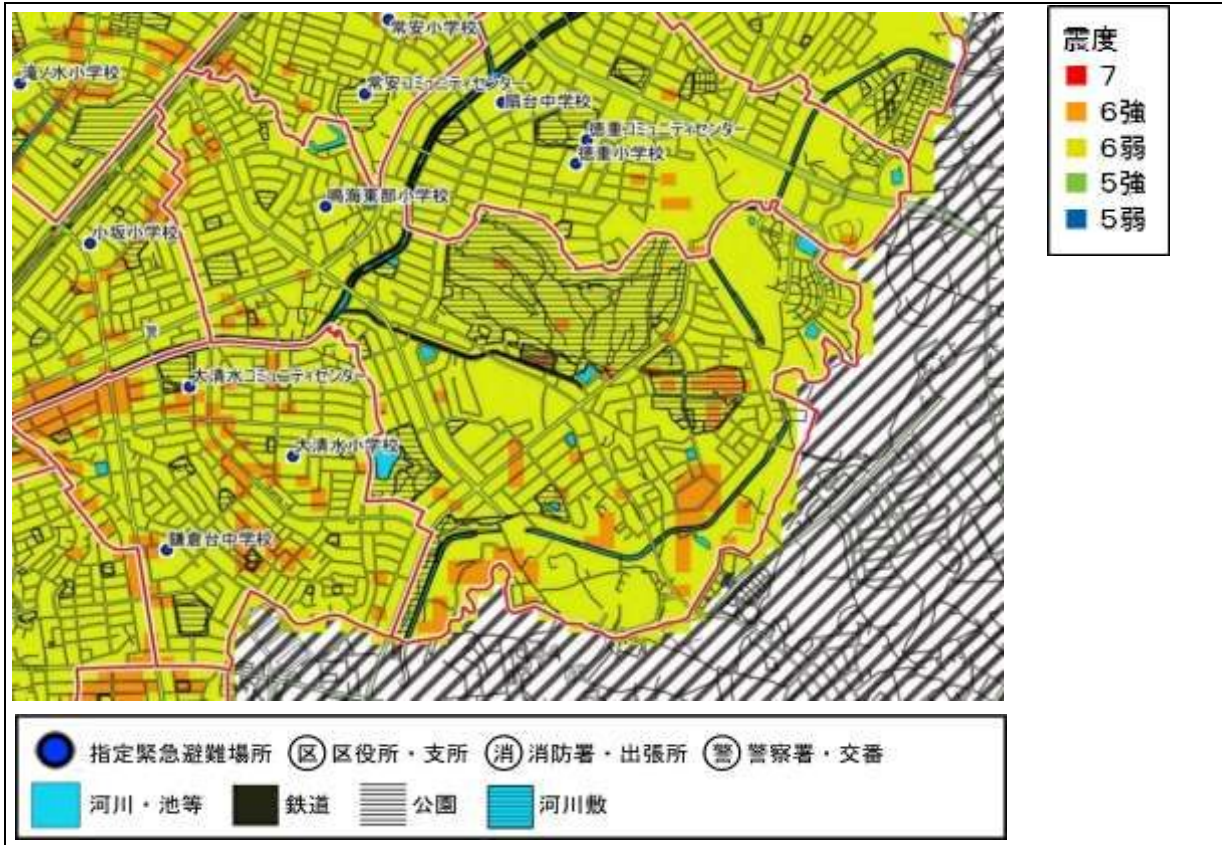 常安小学校
滝ノ水小学校
常安コミュニティセンター
扇台中学校
徳重コミュニティセンター
徳重小学校
鳴海東部小学校
小坂小学校
警
大清水コミュニティセンター
大清水小学校
鎌倉台中学校
震度
7
6強
6弱
5強
5弱
指定緊急避難場所 区 区役所・支所 消 消防署・出張所 警 警察署・交番
河川・池等 鉄道 公園 河川敷